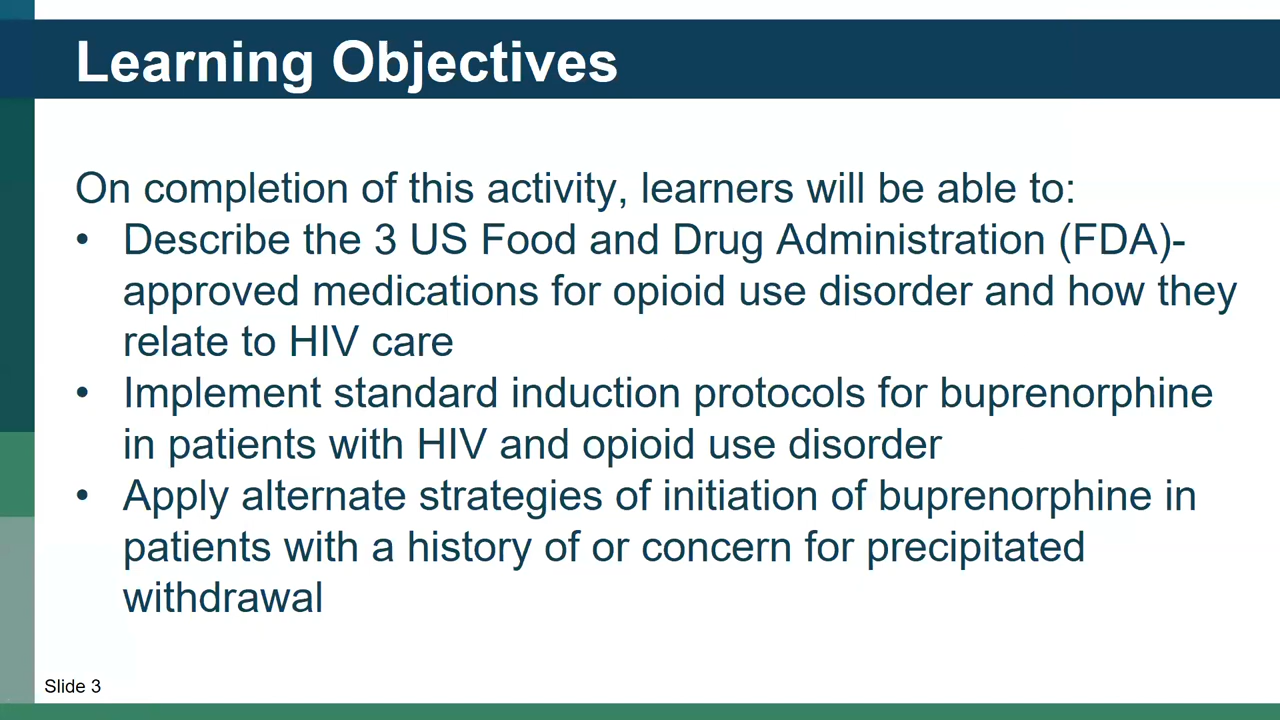 Learning Objectives
On completion of this activity, learners will be able to:
• Describe the 3 US Food and Drug Administration (FDA)-
approved medications for opioid use disorder and how they
relate to HIV care
• Implement standard induction protocols for buprenorphine
in patients with HIV and opioid use disorder
• Apply alternate strategies of initiation of buprenorphine in
patients with a history of or concern for precipitated
withdrawal
Slide 3